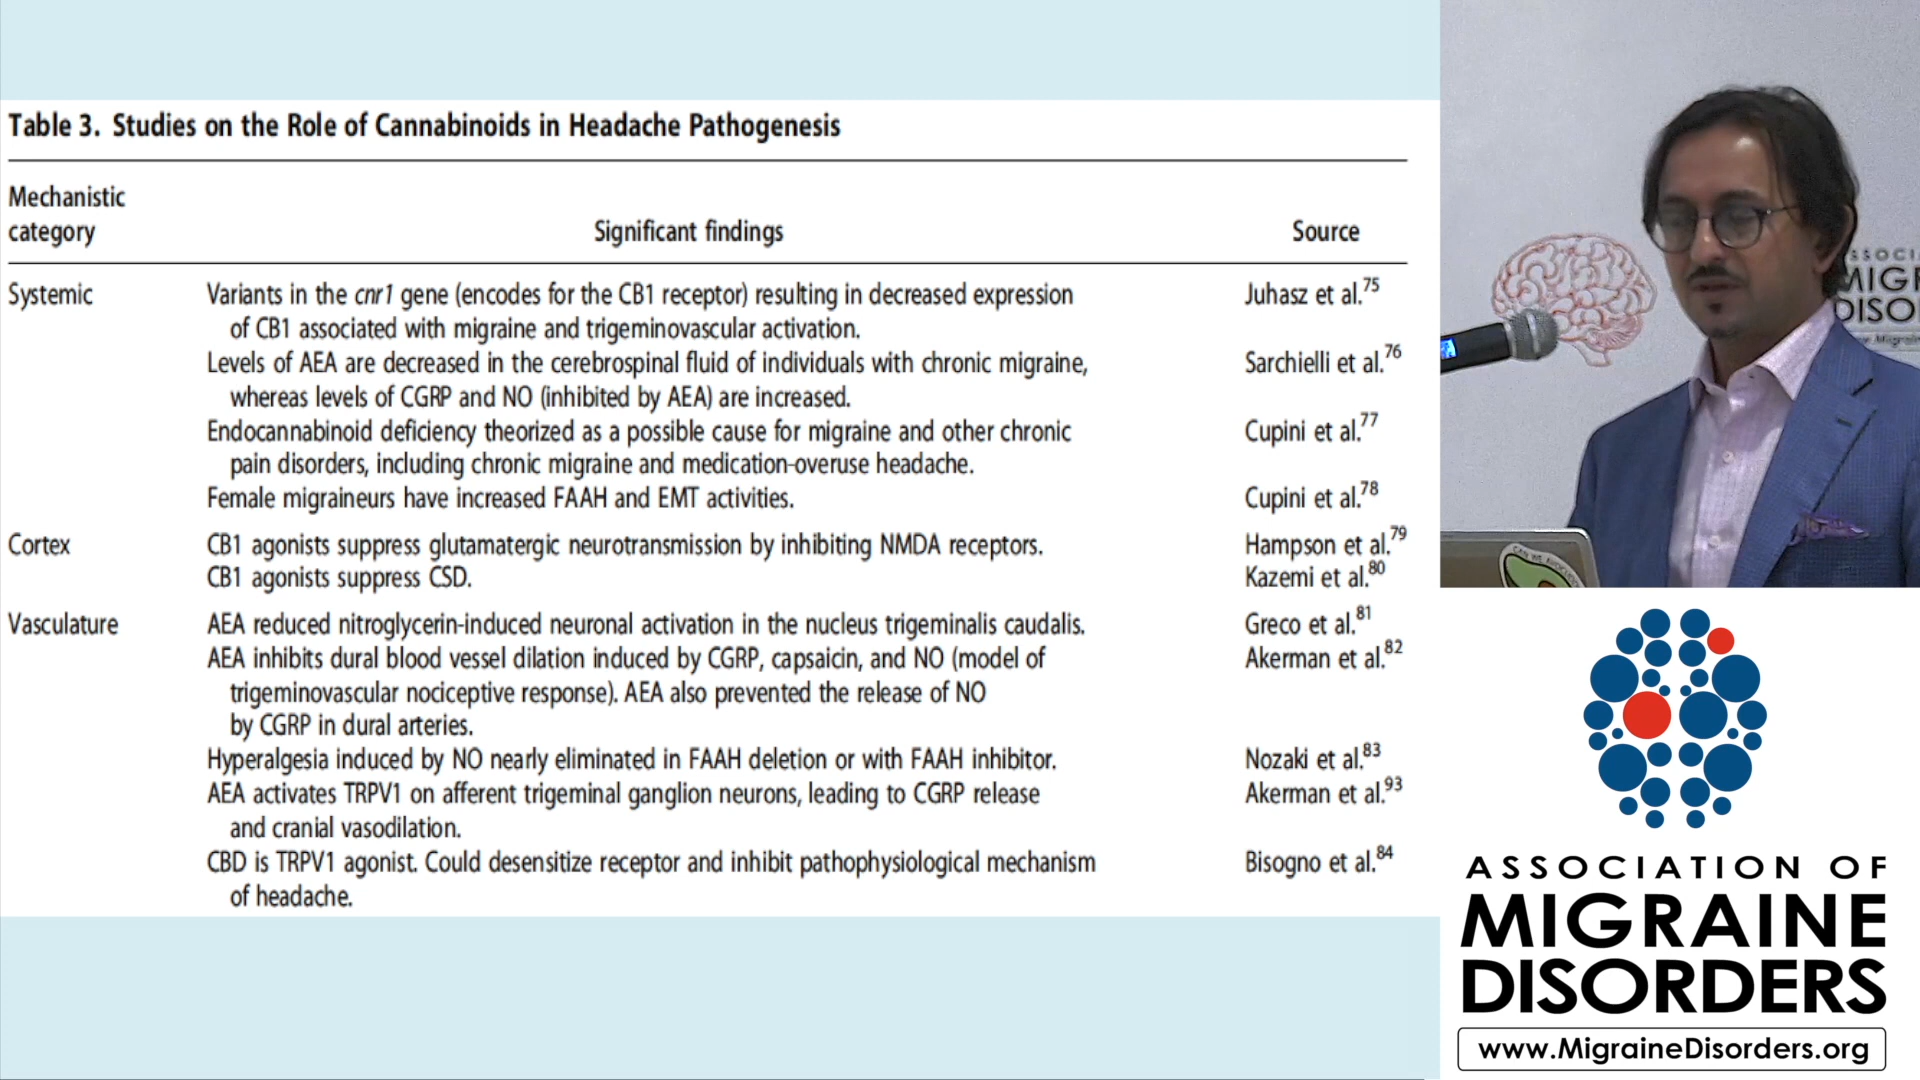 Table 3. Studies on the Role of Cannabinoids in Headache Pathogenesis
Mechanistic
category Significant findings Source
Systemic Variants in the cnr1 gene (encodes for the CB1 receptor) resulting in decreased expression Juhasz et al.75
of CB1 associated with migraine and trigeminovascular activation.
Levels of AEA are decreased in the cerebrospinal fluid of individuals with chronic migraine, Sarchielli et al.76
whereas levels of CGRP and NO (inhibited by AEA) are increased.
Endocannabinoid deficiency theorized as a possible cause for migraine and other chronic Cupini et al.77
pain disorders, including chronic migraine and medication-overuse headache.
Female migraineurs have increased FAAH and EMT activities. Cupini et al.78
Cortex CB1 agonists suppress glutamatergic neurotransmission by inhibiting NMDA receptors. Hampson et al.79
CB1 agonists suppress CSD. Kazemi et al.80
Vasculature AEA reduced nitroglycerin-induced neuronal activation in the nucleus trigeminalis caudalis. Greco et al.81
AEA inhibits dural blood vessel dilation induced by CGRP, capsaicin, and NO (model of Akerman et al.82
trigeminovascular nociceptive response). AEA also prevented the release of NO
by CGRP in dural arteries.
Hyperalgesia induced by NO nearly eliminated in FAAH deletion or with FAAH inhibitor. Nozaki et al.83
AEA activates TRPV1 on afferent trigeminal ganglion neurons, leading to CGRP release Akerman et al.93
and cranial vasodilation.
CBD is TRPV1 agonist. Could desensitize receptor and inhibit pathophysiological mechanism Bisogno et al.84
of headache.
SSOCI
MIGR
DISO
CAN WE
ASSOCIATION OF
MIGRAINE
DISORDERS
www.MigraineDisorders.org